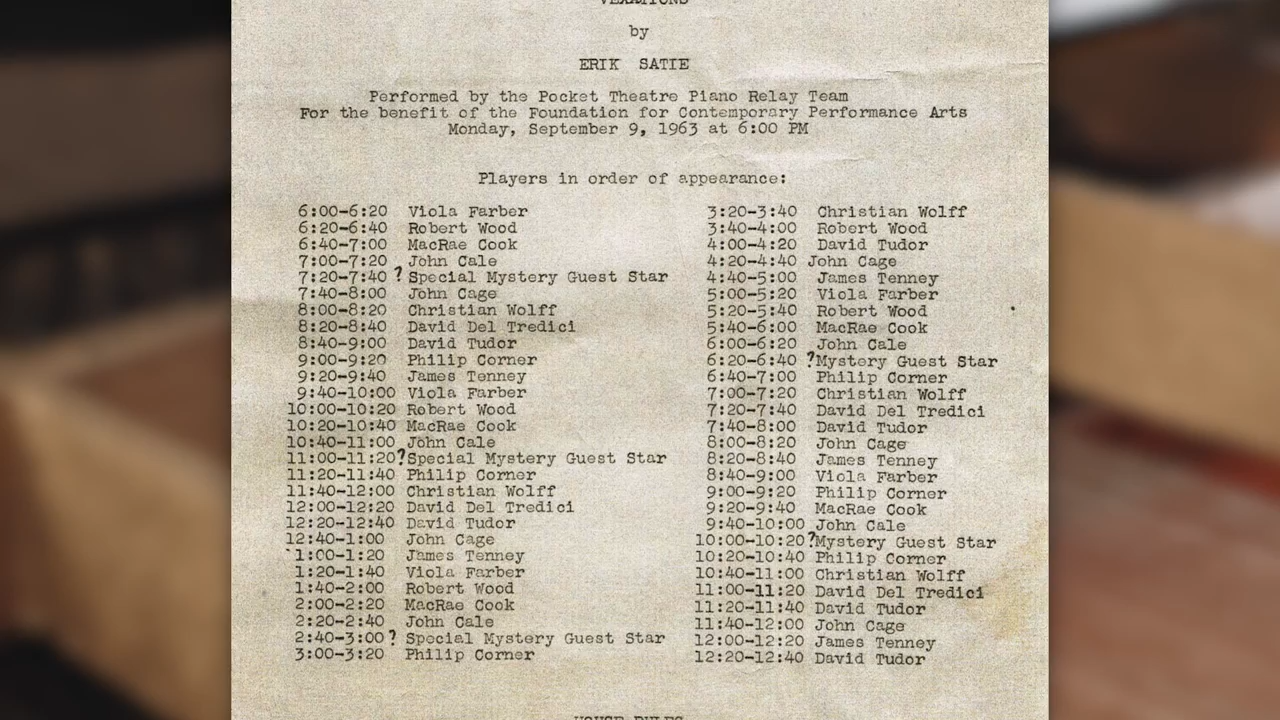 VEXATIONS
by
ERIK SATIE
Performed by the Pocket Theatre Piano Relay Team
For the benefit of the Foundation for Contemporary Performance Arts
Monday, September 9, 1963 at 6:00 PM
Players in order of appearance:
6:00-6:20 Viola Farber
6:20-6:40 Robert Wood
6:40-7:00 MacRae Cook
7:00-7:20 John Cale
7:20-7:40 ? Special Mystery Guest Star
7:40-8:00 John Cage
8:00-8:20 Christian Wolff
8:20-8:40 David Del Tredici
8:40-9:00 David Tudor
9:00-9:20 Philip Corner
9:20-9:40 James Tenney
9:40-10:00 Viola Farber
10:00-10:20 Robert Wood
10:20-10:40 MacRae Cook
10:40-11:00 John Cale
11:00-11:20 ? Special Mystery Guest Star
11:20-11:40 Philip Corner
11:40-12:00 Christian Wolff
12:00-12:20 David Del Tredici
12:20-12:40 David Tudor
12:40-1:00 John Cage
1:00-1:20 James Tenney
1:20-1:40 Viola Farber
1:40-2:00 Robert Wood
2:00-2:20 MacRae Cook
2:20-2:40 John Cale
2:40-3:00 ? Special Mystery Guest Star
3:00-3:20 Philip Corner
3:20-3:40 Christian Wolff
3:40-4:00 Robert Wood
4:00-4:20 David Tudor
4:20-4:40 John Cage
4:40-5:00 James Tenney
5:00-5:20 Viola Farber
5:20-5:40 Robert Wood
5:40-6:00 MacRae Cook
6:00-6:20 John Cale
6:20-6:40 ?Mystery Guest Star
6:40-7:00 Philip Corner
7:00-7:20 Christian Wolff
7:20-7:40 David Del Tredici
7:40-8:00 David Tudor
8:00-8:20 John Cage
8:20-8:40 James Tenney
8:40-9:00 Viola Farber
9:00-9:20 Philip Corner
9:20-9:40 MacRae Cook
9:40-10:00 John Cale
10:00-10:20 ?Mystery Guest Star
10:20-10:40 Philip Corner
10:40-11:00 Christian Wolff
11:00-11:20 David Del Tredici
11:20-11:40 David Tudor
11:40-12:00 John Cage
12:00-12:20 James Tenney
12:20-12:40 David Tudor
HOUSE RULES